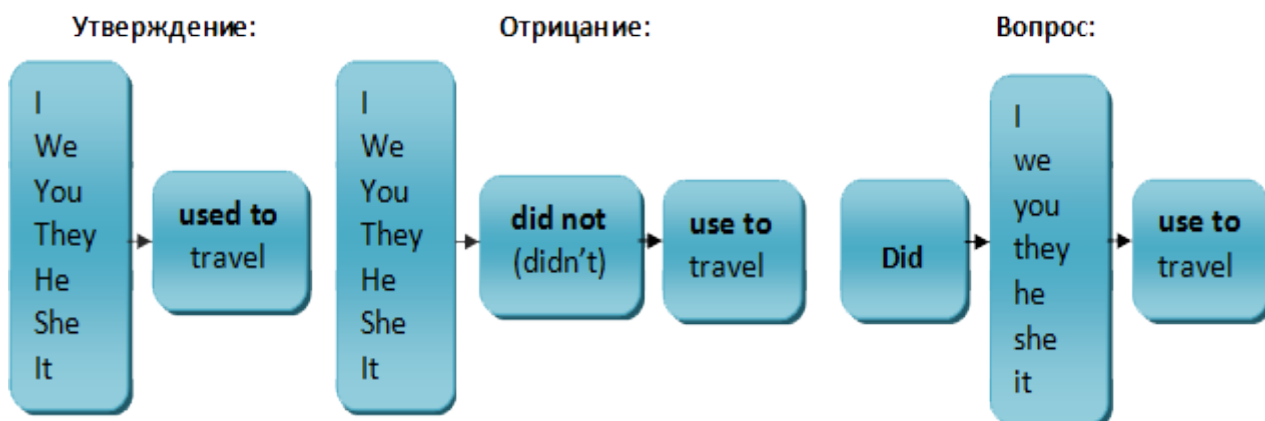 Утверждение:
I
We
You
They
He
She
It
used to
travel
Отрицание:
I
We
You
They
He
She
It
did not
(didn't)
use to
travel
Вопрос:
Did
I
we
you
they
he
she
it
use to
travel